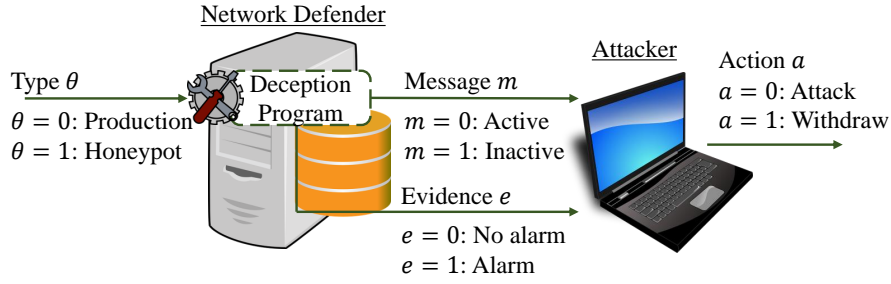 Network Defender
Attacker
Type θ
θ = 0: Production
θ = 1: Honeypot
Deception
Program
Message m
m = 0: Active
m = 1: Inactive
Evidence e
e = 0: No alarm
e = 1: Alarm
Action a
a = 0: Attack
a = 1: Withdraw